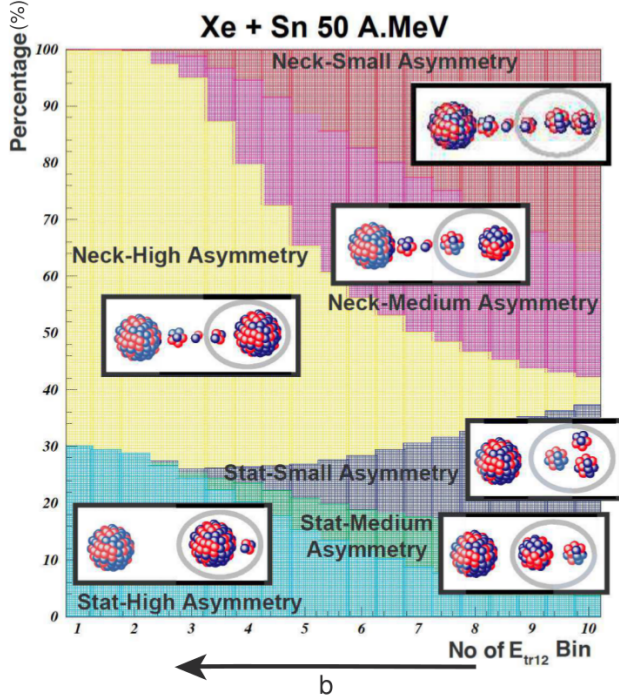 Xe + Sn 50 A.MeV
Percentage (%)
100
90
80
70
60
50
40
30
20
10
0
Neck-Small Asymmetry
Neck-High Asymmetry
Neck-Medium Asymmetry
Stat-Small Asymmetry
Stat-Medium
Asymmetry
Stat-High Asymmetry
1 2 3 4 5 6 7 8 9 10
No of Etr12 Bin
b